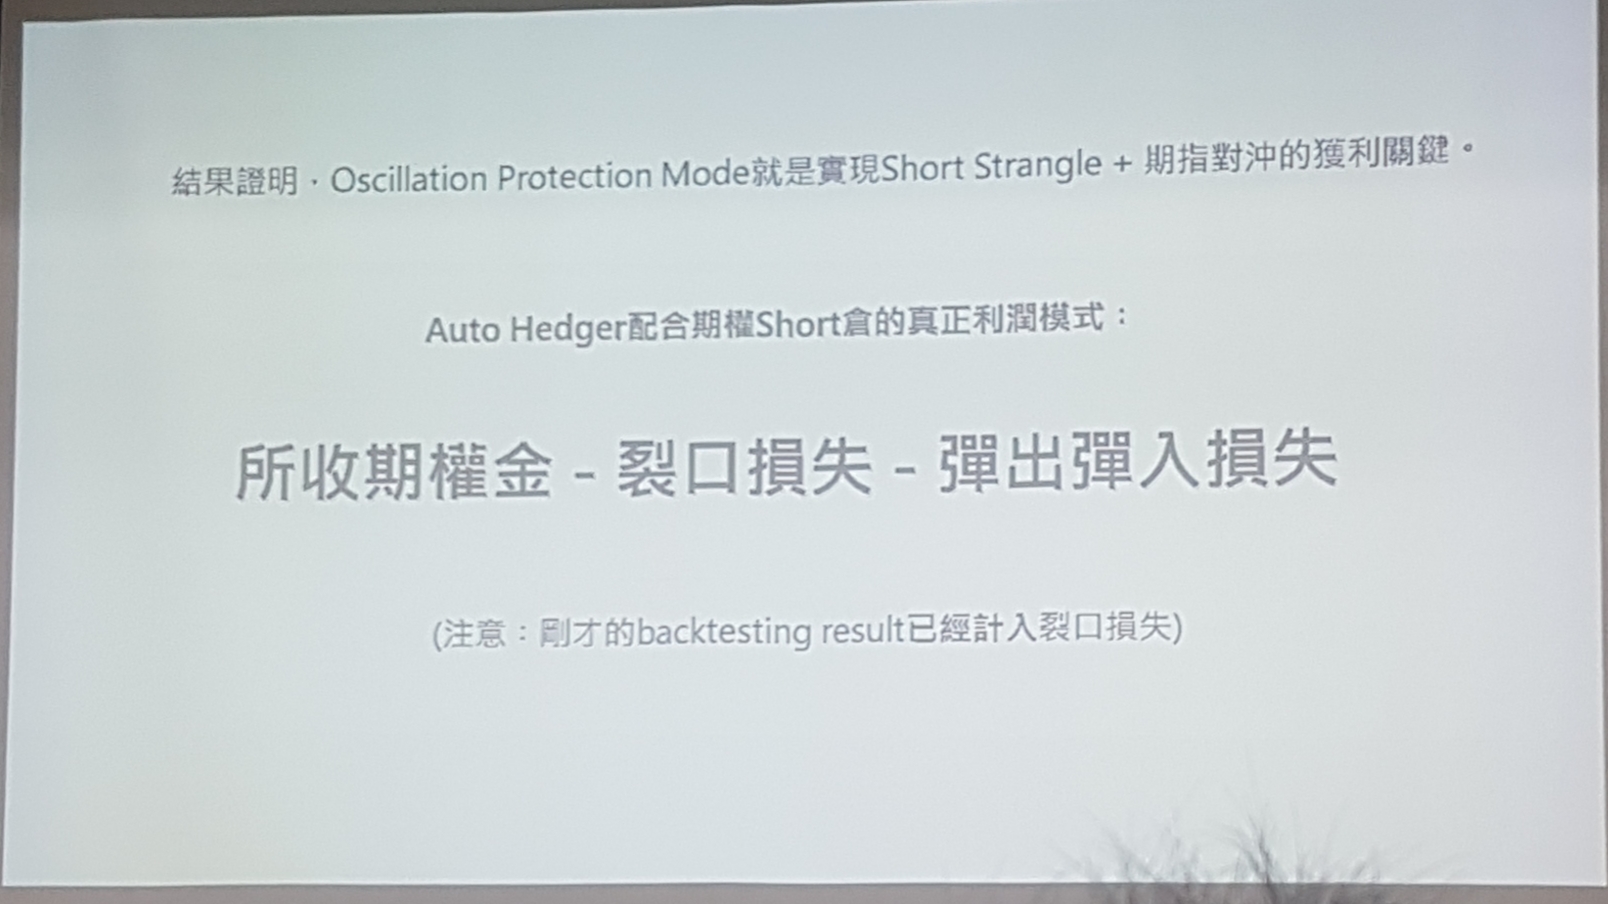 結果證明，Oscillation Protection Mode就是實現Short Strangle + 期指對沖的獲利關鍵。
Auto Hedger配合期權Short倉的真正利潤模式：
所收期權金 - 裂口損失 - 彈出彈入損失
(注意：剛才的backtesting result已經計入裂口損失)